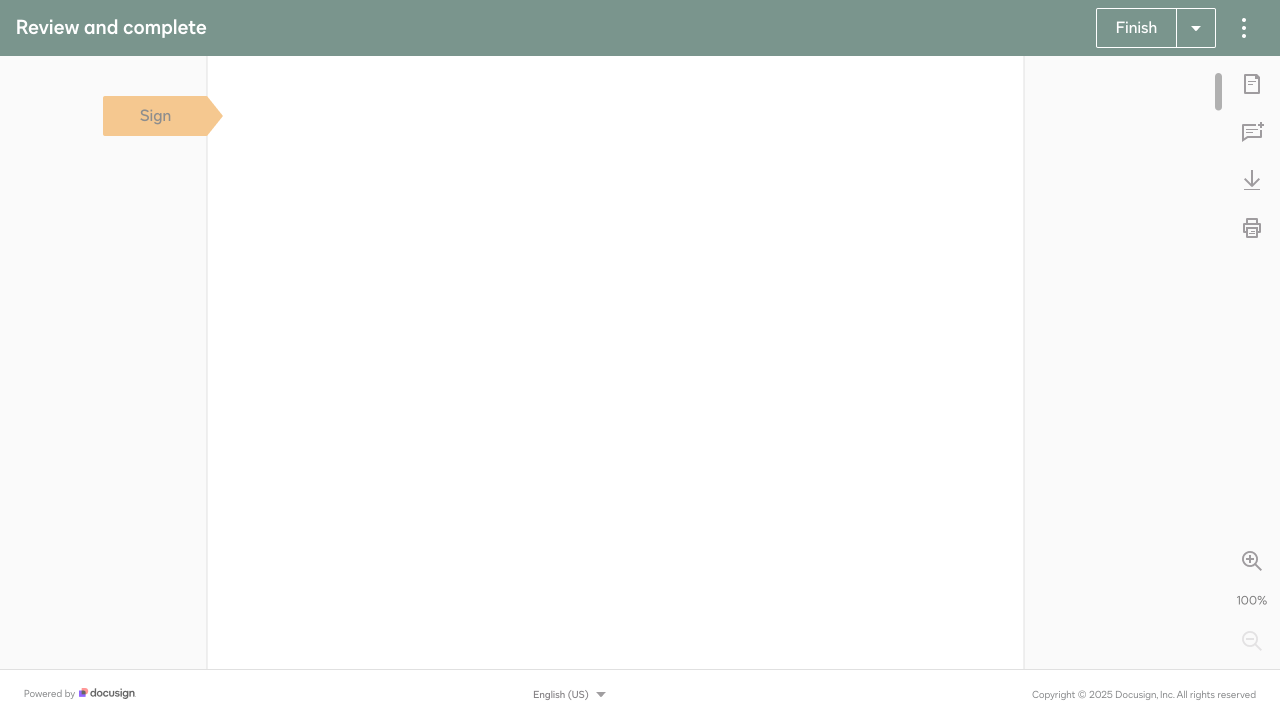 Review and complete
Finish
Sign
100%
Powered by docusign
English (US)
Copyright © 2025 Docusign, Inc. All rights reserved